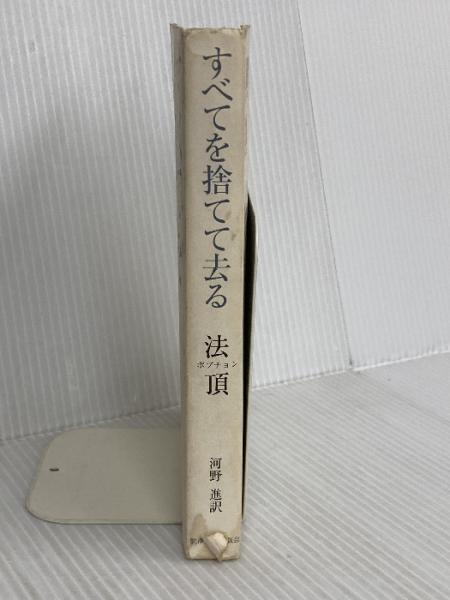 すべてを捨てて去る
法頂
ポプチョン
河野 進訳